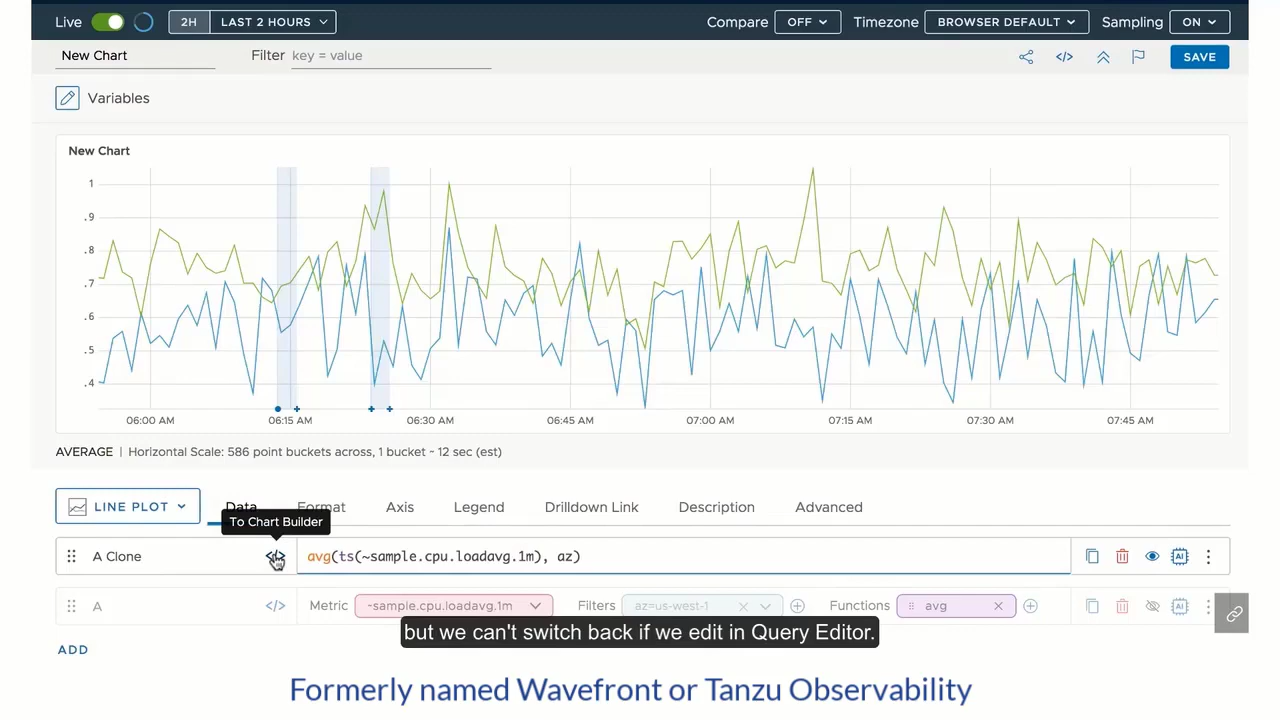 Live 2H LAST 2 HOURS Compare OFF Timezone BROWSER DEFAULT Sampling ON
New Chart Filter key = value </> SAVE
Variables
New Chart
1
.9
.8
.7
.6
.5
.4
06:00 AM 06:15 AM 06:30 AM 06:45 AM 07:00 AM 07:15 AM 07:30 AM 07:45 AM
AVERAGE | Horizontal Scale: 586 point buckets across, 1 bucket ~ 12 sec (est)
LINE PLOT Data Format Axis Legend Drilldown Link Description Advanced
To Chart Builder
A Clone </> avg(ts(~sample.cpu.loadavg.1m), az) AI
A </> Metric ~sample.cpu.loadavg.1m Filters az=us-west-1 Functions avg AI
but we can't switch back if we edit in Query Editor.
ADD
Formerly named Wavefront or Tanzu Observability